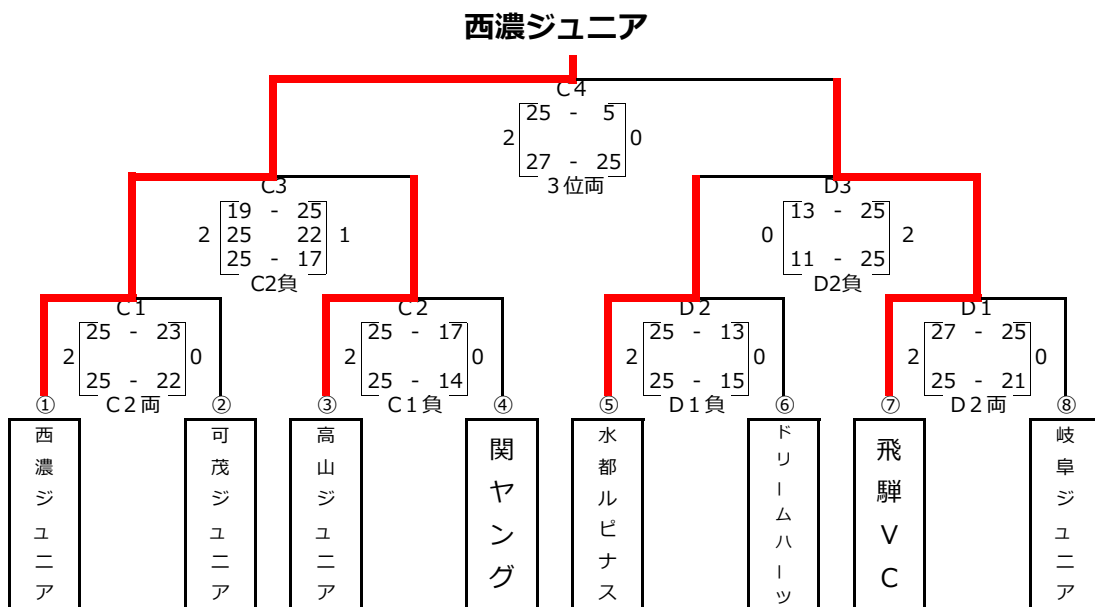 西濃ジュニア
C4
25 - 5
2 0
27 - 25
３位両
C3 D3
19 - 25 13 - 25
2 25 22 1 0 2
25 - 17 11 - 25
C2負 D2負
C1 C2 D2 D1
25 - 23 25 - 17 25 - 13 27 - 25
2 0 2 0 2 0 2 0
25 - 22 25 - 14 25 - 15 25 - 21
C２両 C１負 D１負 D２両
① ② ③ ④ ⑤ ⑥ ⑦ ⑧
西濃ジュニア
可茂ジュニア
高山ジュニア
関ヤング
水都ルピナス
ドリームハーツ
飛騨ＶＣ
岐阜ジュニア